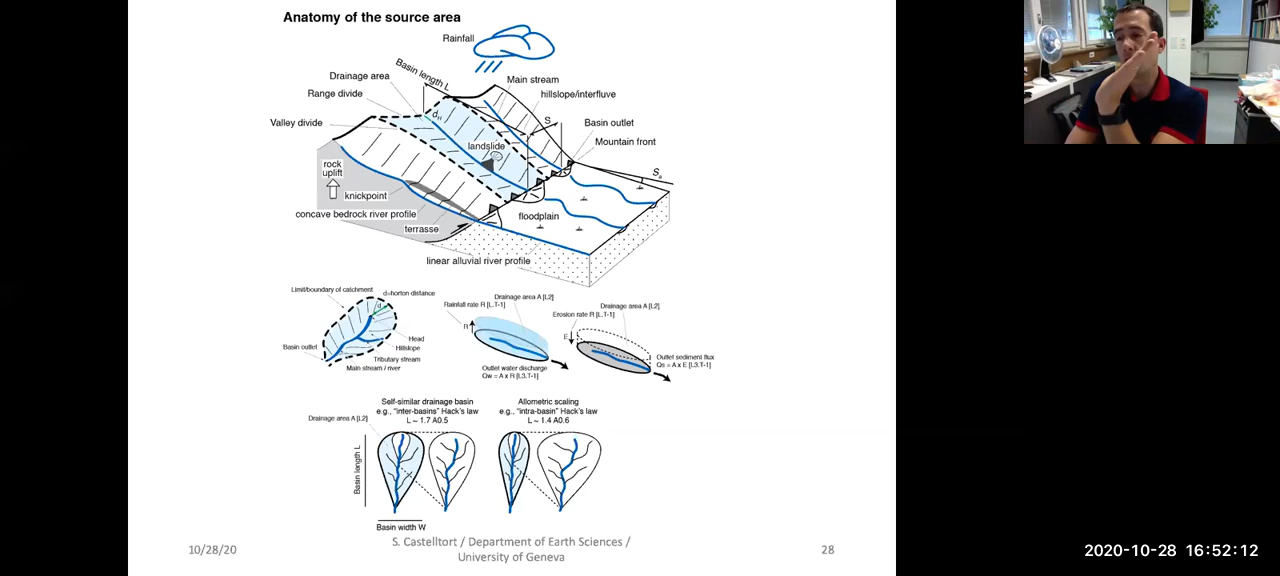 Anatomy of the source area
Rainfall
Basin length L
Drainage area
Main stream
Range divide
hillslope/interfluve
dH
Valley divide
S
Basin outlet
landslide
Mountain front
rock
uplift
Sa
knickpoint
concave bedrock river profile
floodplain
terrasse
linear alluvial river profile
Limit/boundary of catchment
d=horton distance
d
Head
Hillslope
Basin outlet
Tributary stream
Main stream / river
Drainage area A [L2]
Rainfall rate R [L.T-1]
R
Outlet water discharge
Qw = A x R [L3.T-1]
Drainage area A [L2]
Erosion rate R [L.T-1]
E
Outlet sediment flux
Qs = A x E [L3.T-1]
Self-similar drainage basin
e.g., "inter-basins" Hack's law
L ~ 1.7 A0.5
Allometric scaling
e.g., "intra-basin" Hack's law
L ~ 1.4 A0.6
Drainage area A [L2]
Basin length L
Basin width W
10/28/20
S. Castelltort / Department of Earth Sciences /
University of Geneva
28
2020-10-28 16:52:12